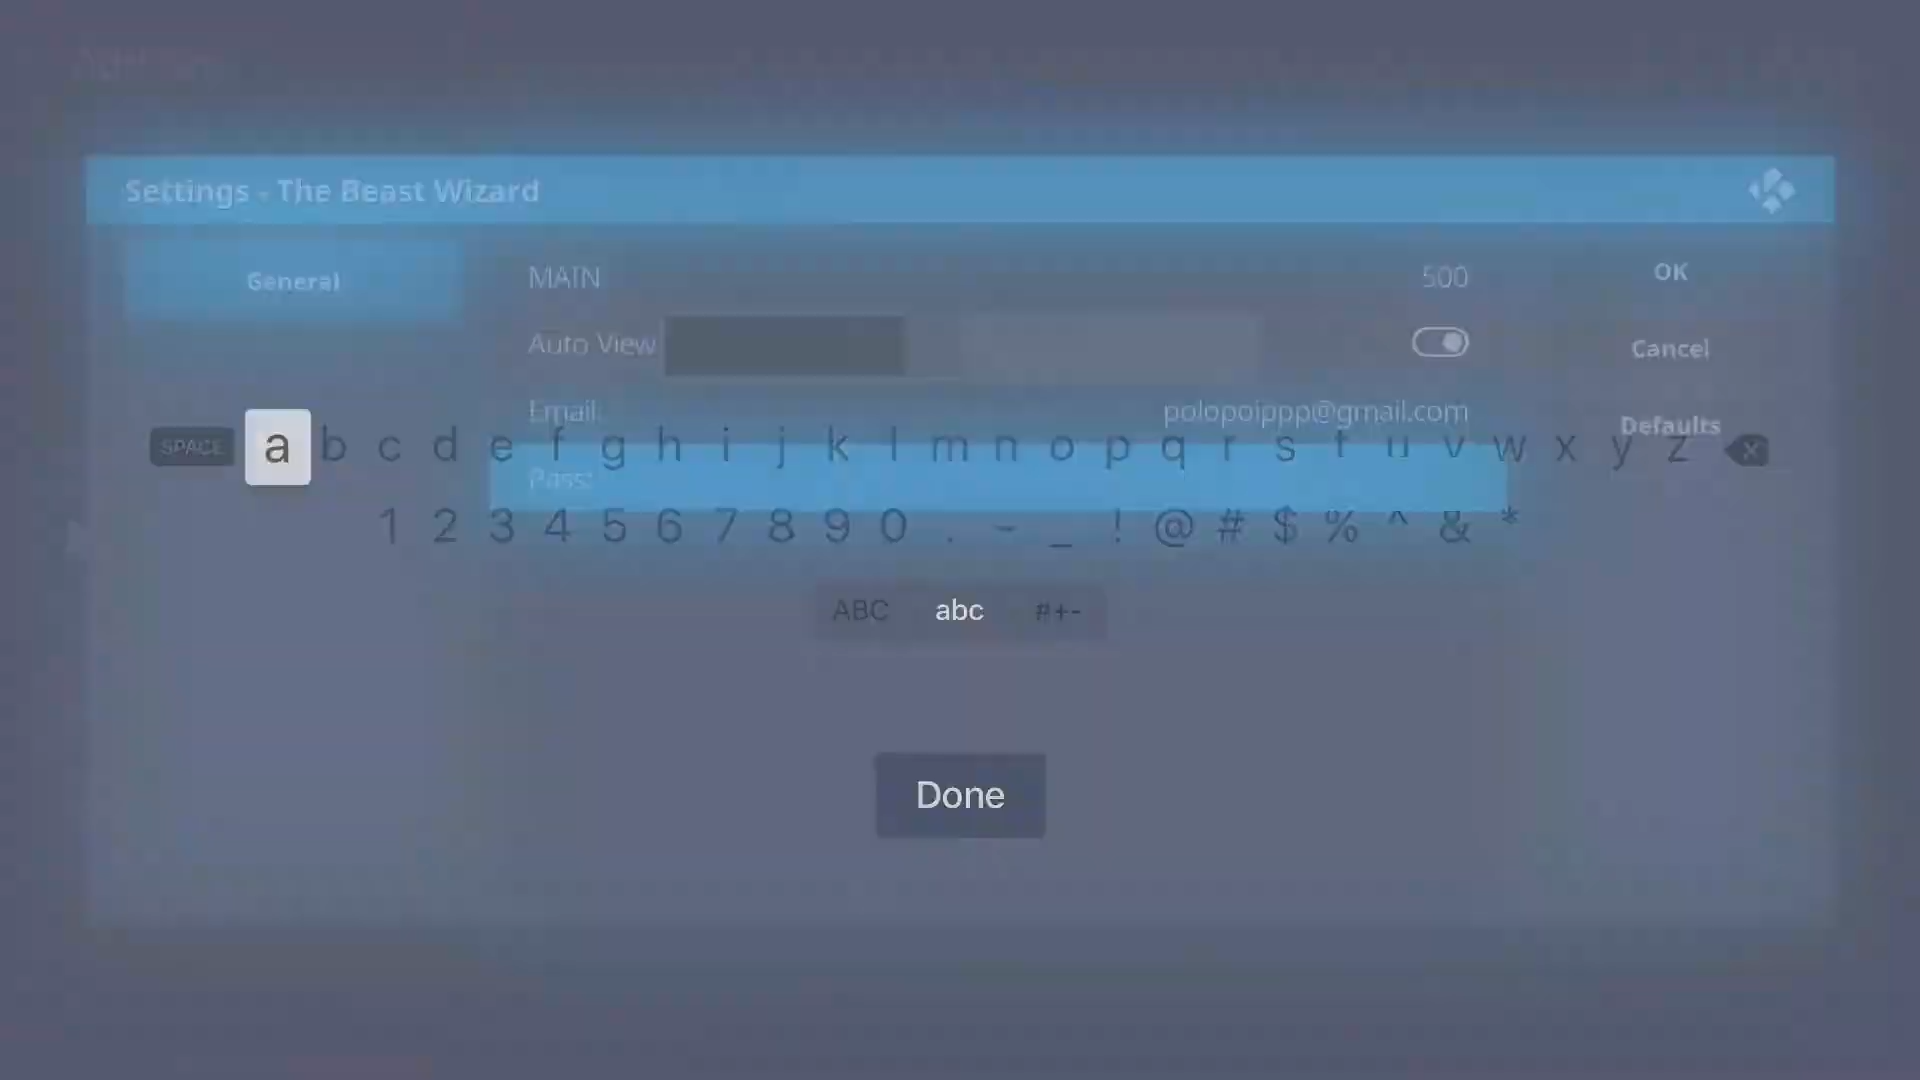 Settings - The Beast Wizard
General
MAIN 500
OK
Auto View
Cancel
Email: polopoippp@gmail.com
Defaults
SPACE a b c d e f g h i j k l m n o p q r s t u v w x y z
Pass:
1 2 3 4 5 6 7 8 9 0 . - _ ! @ # $ % ^ & *
ABC abc #+-
Done